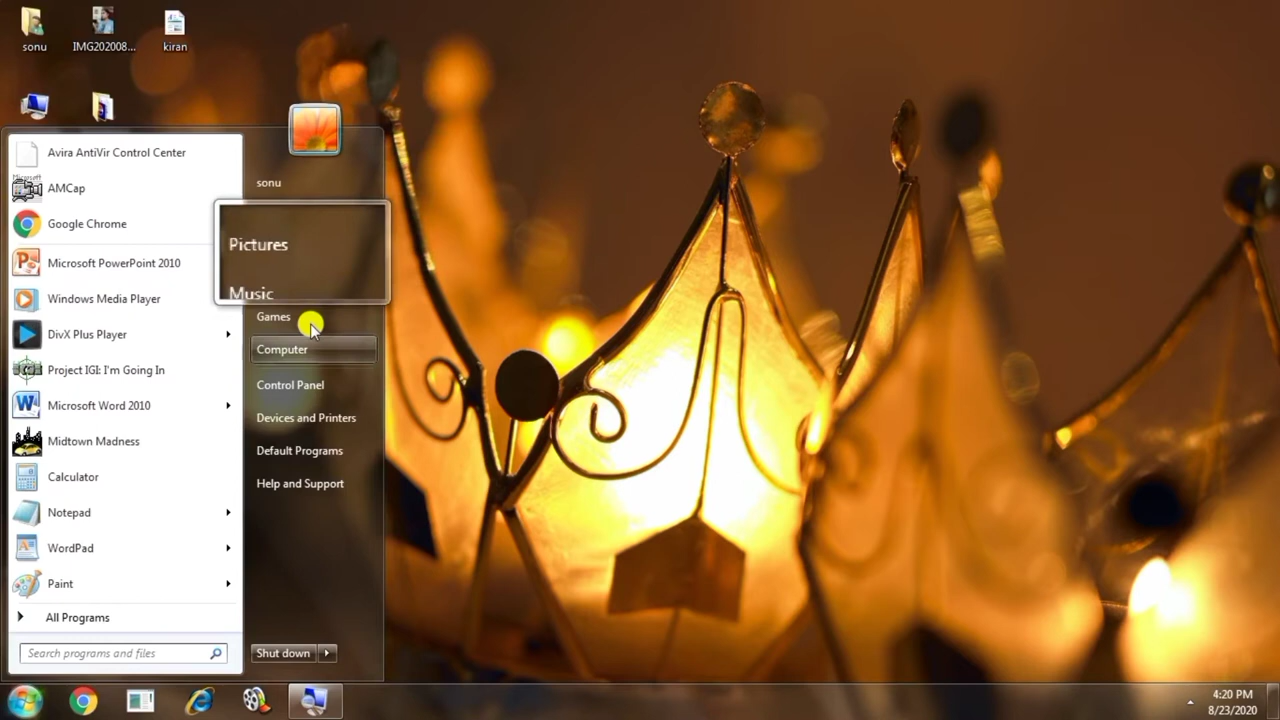 sonu
IMG202008...
kiran
Avira AntiVir Control Center
AMCap
Google Chrome
Microsoft PowerPoint 2010
Windows Media Player
DivX Plus Player
Project IGI: I'm Going In
Microsoft Word 2010
Midtown Madness
Calculator
Notepad
WordPad
Paint
All Programs
Search programs and files
sonu
Pictures
Music
Games
Computer
Control Panel
Devices and Printers
Default Programs
Help and Support
Shut down
4:20 PM
8/23/2020